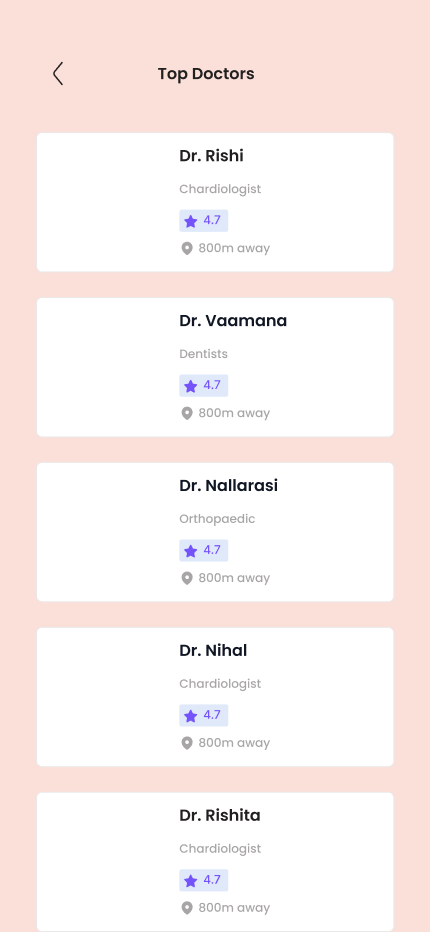 Top Doctors
Dr. Rishi
Chardiologist
4.7
800m away
Dr. Vaamana
Dentists
4.7
800m away
Dr. Nallarasi
Orthopaedic
4.7
800m away
Dr. Nihal
Chardiologist
4.7
800m away
Dr. Rishita
Chardiologist
4.7
800m away